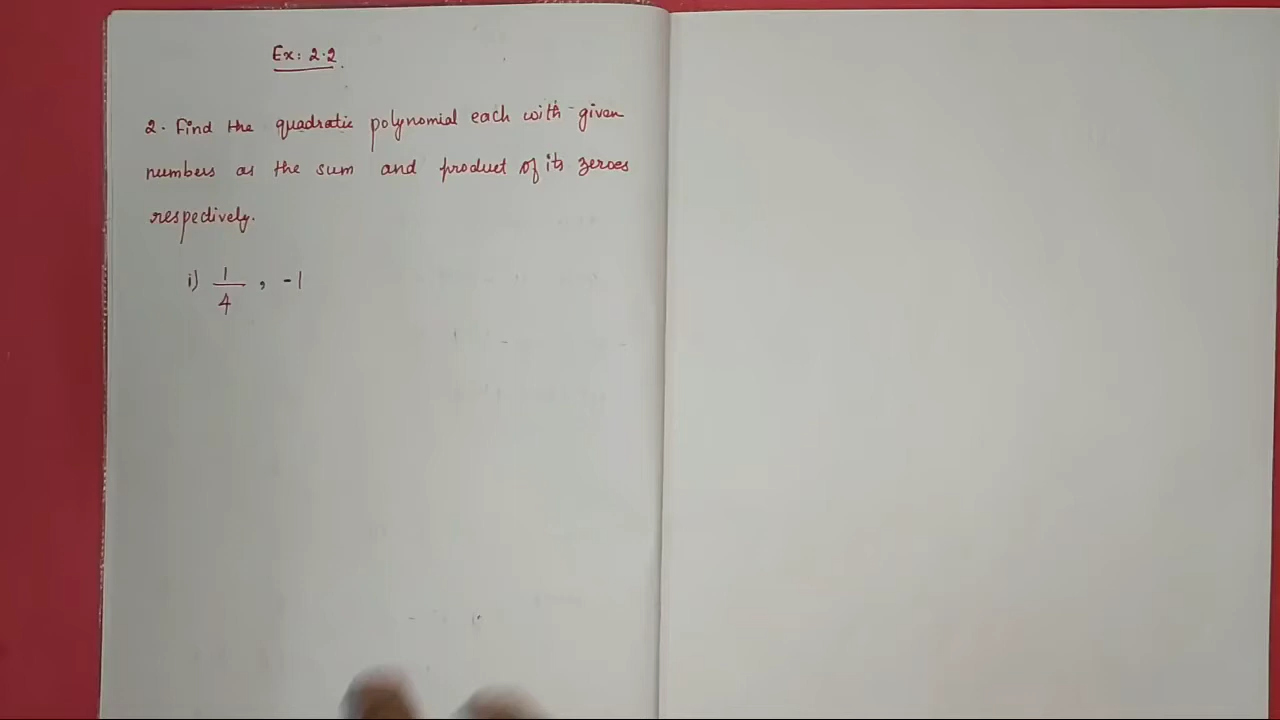 Ex: 2.2
2. Find the quadratic polynomial each with given
numbers as the sum and product of its zeroes
respectively.
i) 1/4 , -1